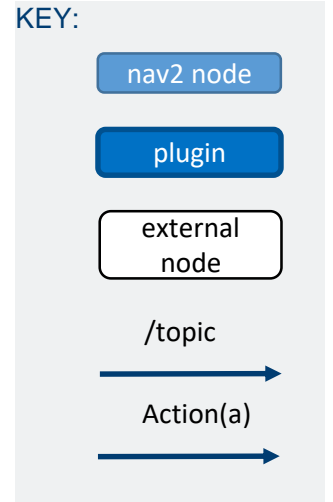 KEY:
nav2 node
plugin
external
node
/topic
Action(a)